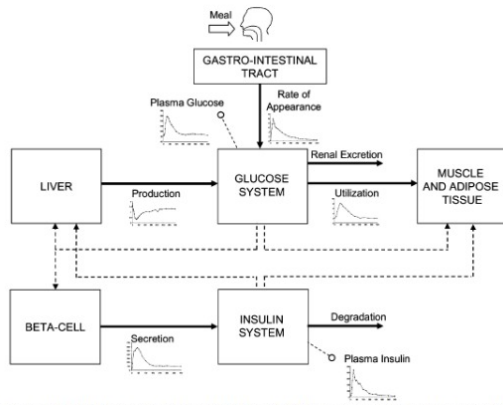 Meal
GASTRO-INTESTINAL
TRACT
Plasma Glucose
Rate of
Appearance
Renal Excretion
LIVER
Production
GLUCOSE
SYSTEM
Utilization
MUSCLE
AND ADIPOSE
TISSUE
BETA-CELL
Secretion
INSULIN
SYSTEM
Degradation
Plasma Insulin